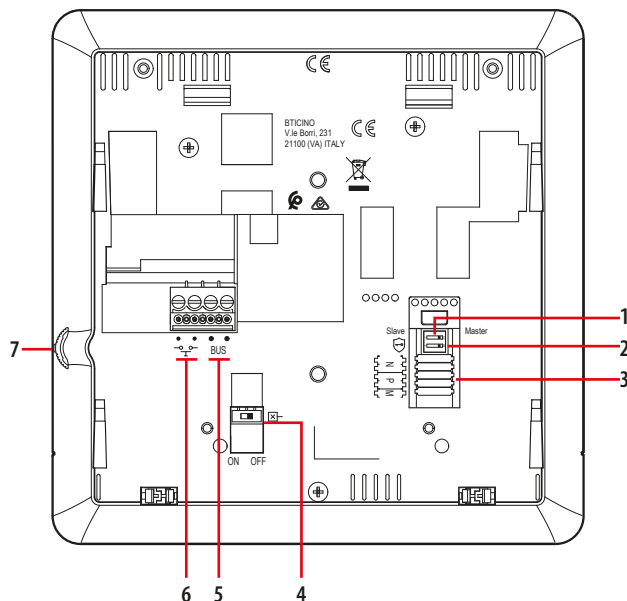 CE
BTICINO
V.le Borri, 231
21100 (VA) ITALY
CE
Slave
Master
1
2
3
N
P
M
7
BUS
ON OFF
6
5
4